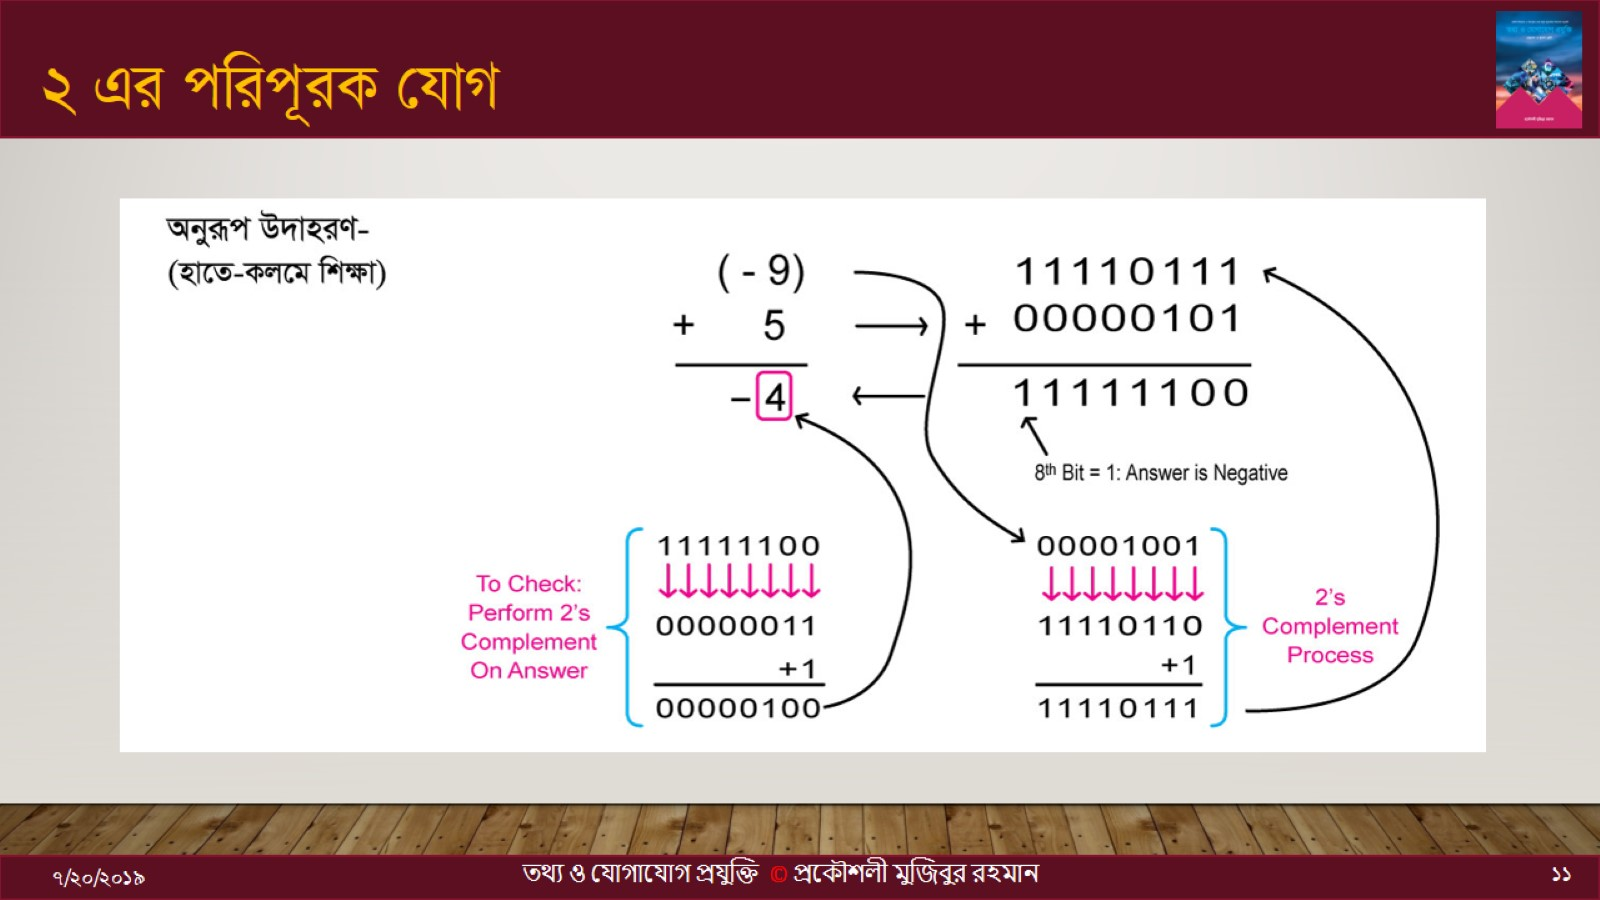 ২ এর পরিপূরক যোগ
অনুরূপ উদাহরণ-
(হাতে-কলমে শিক্ষা)
( - 9)
+ 5
– 4
11110111
+ 00000101
11111100
8th Bit = 1: Answer is Negative
To Check:
Perform 2’s
Complement
On Answer
11111100
00000011
+1
00000100
00001001
11110110
+1
11110111
2’s
Complement
Process
৭/২০/২০১৯
তথ্য ও যোগাযোগ প্রযুক্তি © প্রকৌশলী মুজিবুর রহমান
১১